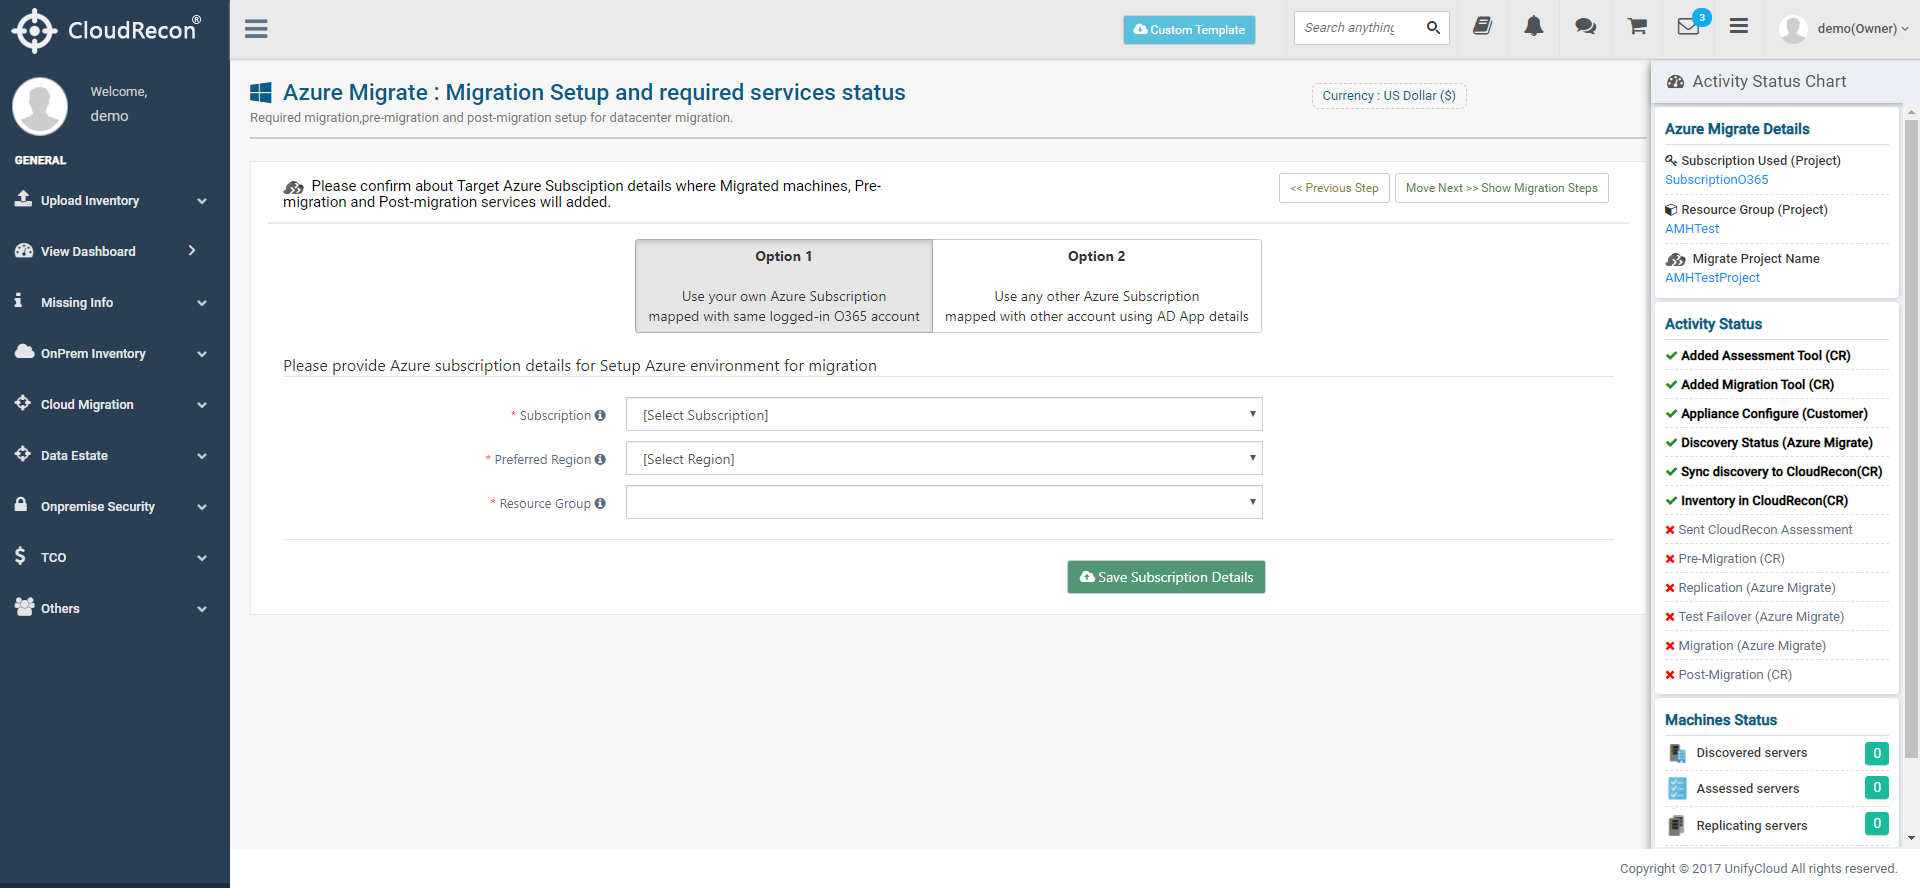 CloudRecon®
Custom Template
Search anything
3
demo(Owner)
Welcome,
demo
GENERAL
Upload Inventory
View Dashboard
Missing Info
OnPrem Inventory
Cloud Migration
Data Estate
Onpremise Security
TCO
Others
Azure Migrate : Migration Setup and required services status
Required migration,pre-migration and post-migration setup for datacenter migration.
Currency : US Dollar ($)
Please confirm about Target Azure Subsciption details where Migrated machines, Pre-
migration and Post-migration services will added.
<< Previous Step
Move Next >> Show Migration Steps
Option 1
Use your own Azure Subscription
mapped with same logged-in O365 account
Option 2
Use any other Azure Subscription
mapped with other account using AD App details
Please provide Azure subscription details for Setup Azure environment for migration
* Subscription
[Select Subscription]
* Preferred Region
[Select Region]
* Resource Group
Save Subscription Details
Activity Status Chart
Azure Migrate Details
Subscription Used (Project)
SubscriptionO365
Resource Group (Project)
AMHTest
Migrate Project Name
AMHTestProject
Activity Status
Added Assessment Tool (CR)
Added Migration Tool (CR)
Appliance Configure (Customer)
Discovery Status (Azure Migrate)
Sync discovery to CloudRecon(CR)
Inventory in CloudRecon(CR)
Sent CloudRecon Assessment
Pre-Migration (CR)
Replication (Azure Migrate)
Test Failover (Azure Migrate)
Migration (Azure Migrate)
Post-Migration (CR)
Machines Status
Discovered servers 0
Assessed servers 0
Replicating servers 0
Copyright © 2017 UnifyCloud All rights reserved.